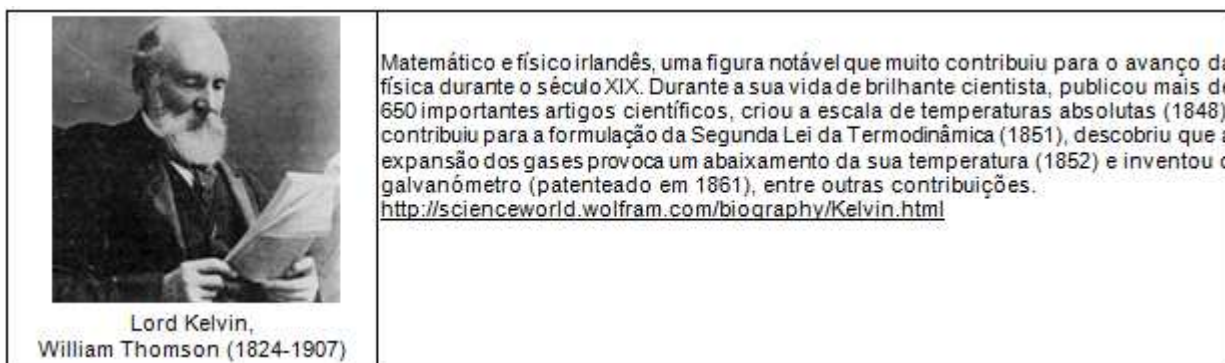 Matemático e físico irlandês, uma figura notável que muito contribuiu para o avanço da
física durante o século XIX. Durante a sua vida de brilhante cientista, publicou mais de
650 importantes artigos científicos, criou a escala de temperaturas absolutas (1848)
contribuiu para a formulação da Segunda Lei da Termodinâmica (1851), descobriu que
expansão dos gases provoca um abaixamento da sua temperatura (1852) e inventou
galvanómetro (patenteado em 1861), entre outras contribuições.
http://scienceworld.wolfram.com/biography/Kelvin.html
Lord Kelvin,
William Thomson (1824-1907)